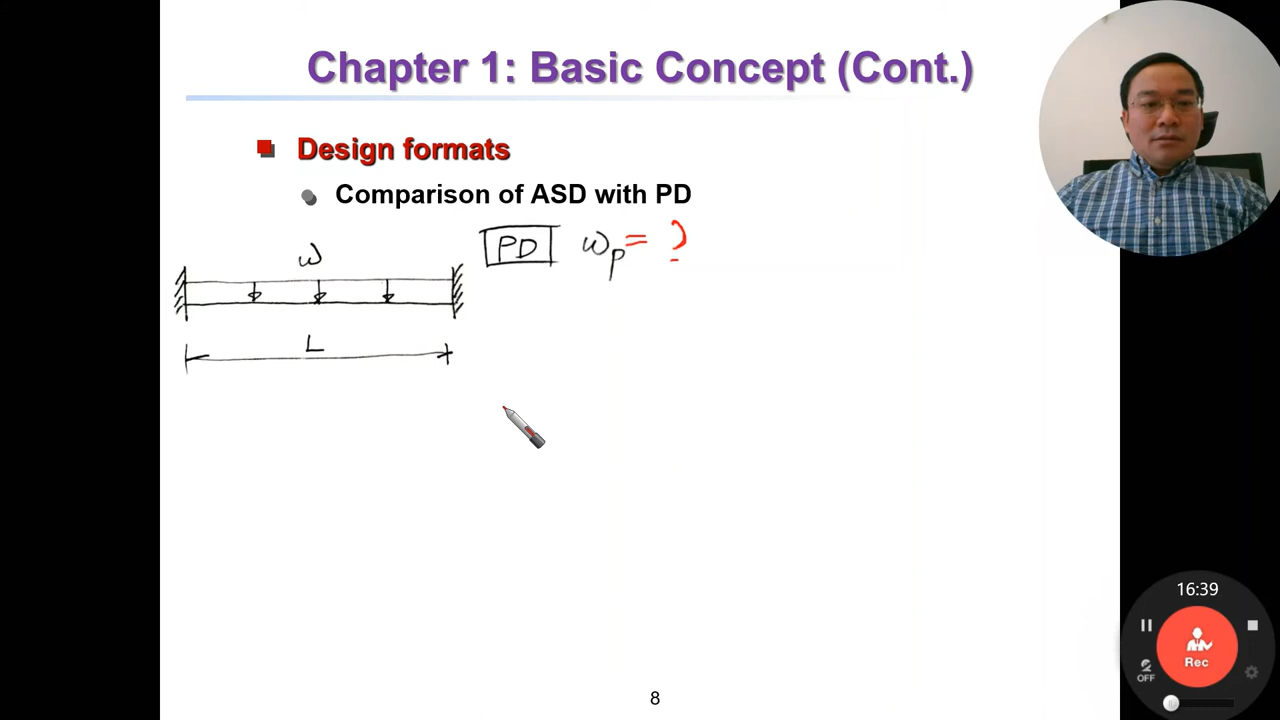 Chapter 1: Basic Concept (Cont.)
Design formats
Comparison of ASD with PD
PD ωp = ?
ω
L
16:39
Rec
OFF
8